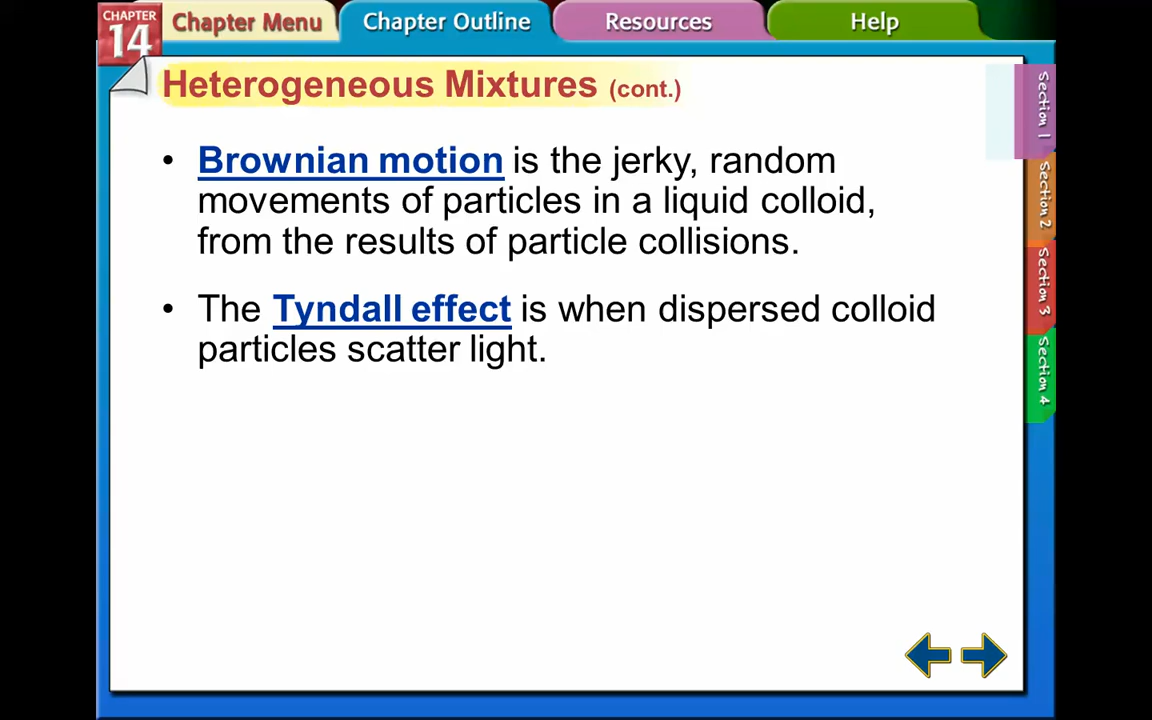 CHAPTER
14
Chapter Menu
Chapter Outline
Resources
Help
Heterogeneous Mixtures (cont.)
• Brownian motion is the jerky, random
movements of particles in a liquid colloid,
from the results of particle collisions.
• The Tyndall effect is when dispersed colloid
particles scatter light.
Section 1
Section 2
Section 3
Section 4